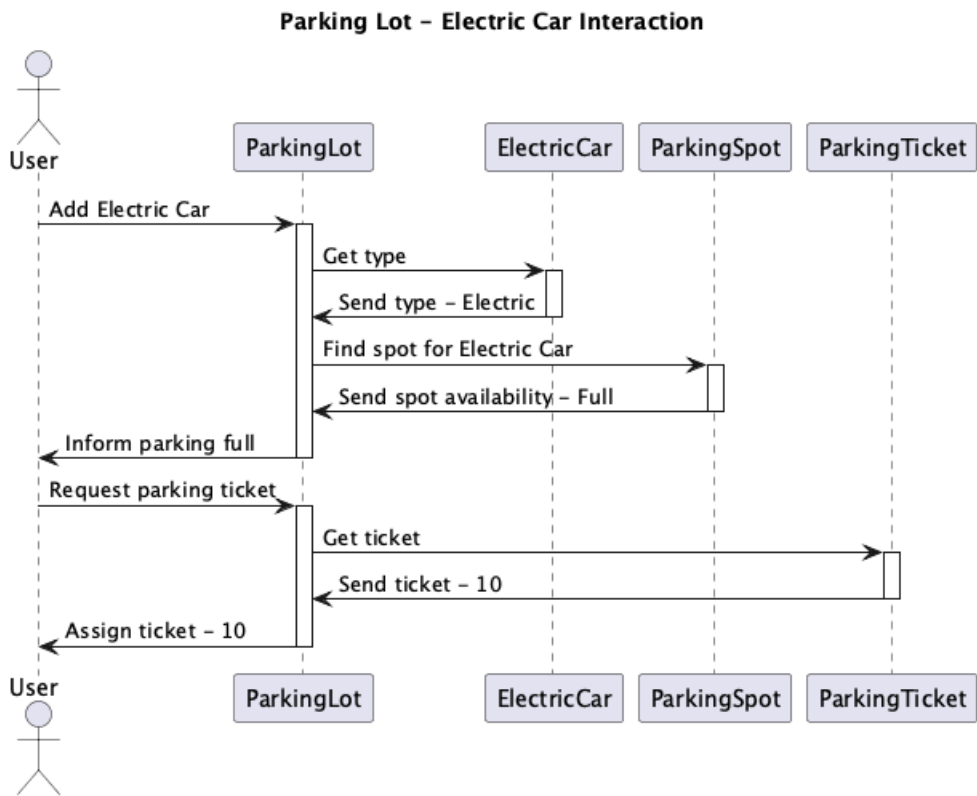 Parking Lot – Electric Car Interaction
User
ParkingLot
ElectricCar
ParkingSpot
ParkingTicket
Add Electric Car
Get type
Send type – Electric
Find spot for Electric Car
Send spot availability – Full
Inform parking full
Request parking ticket
Get ticket
Send ticket – 10
Assign ticket – 10
User
ParkingLot
ElectricCar
ParkingSpot
ParkingTicket